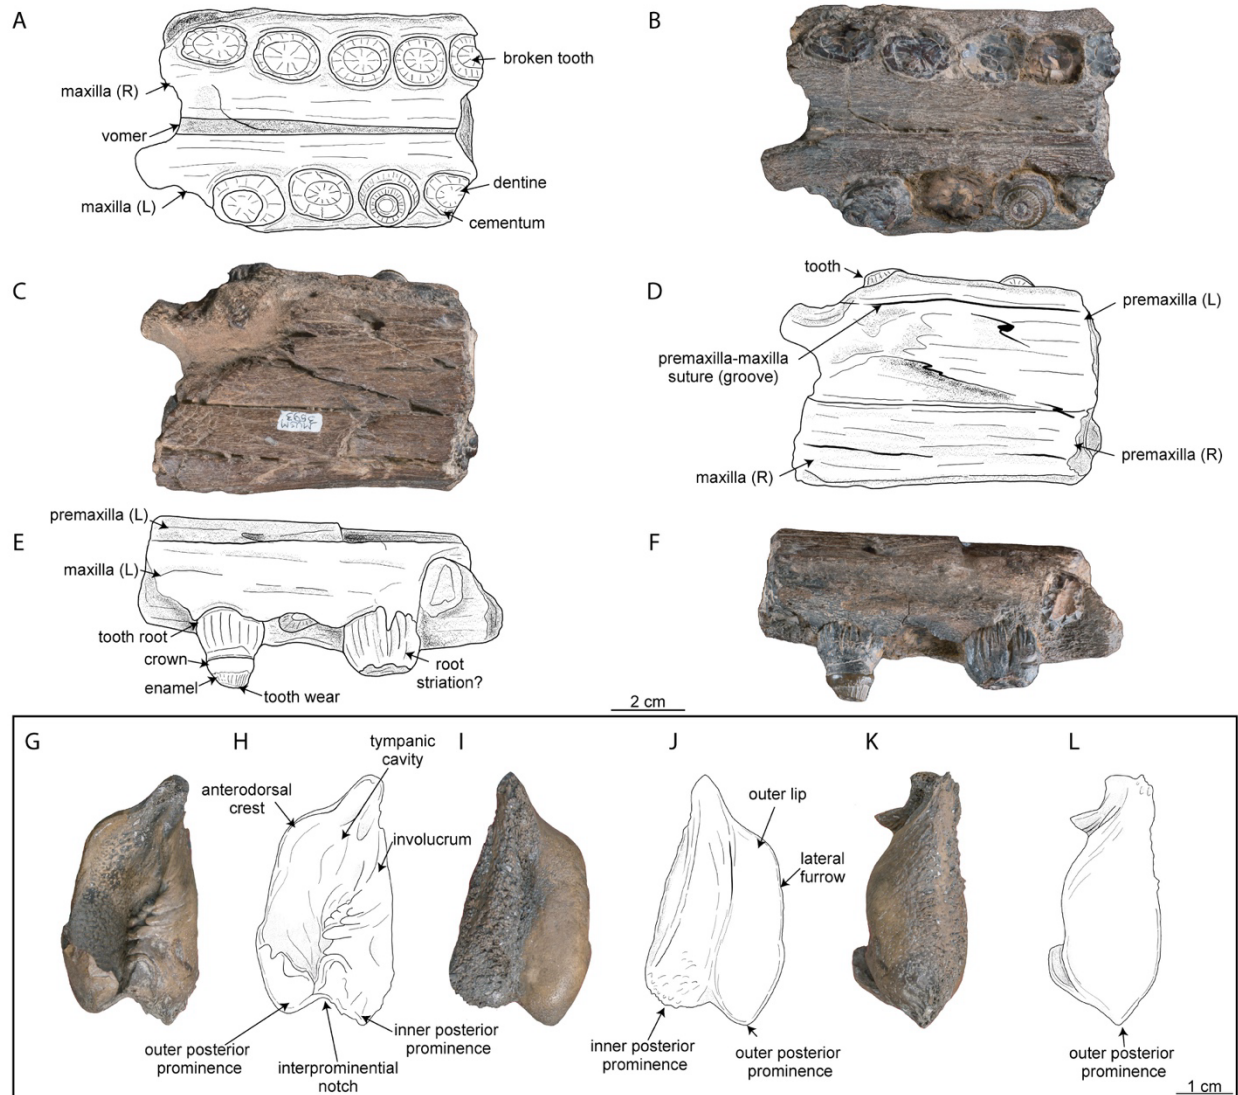 A
B
broken tooth
maxilla (R)
vomer
dentine
maxilla (L)
cementum
C
tooth
D
premaxilla (L)
premaxilla-maxilla
suture (groove)
MUSM
3593
premaxilla (R)
maxilla (R)
premaxilla (L)
E
F
maxilla (L)
tooth root
crown
enamel
tooth wear
root
striation?
2 cm
G
H
tympanic
cavity
I
J
K
L
anterodorsal
crest
outer lip
involucrum
lateral
furrow
outer posterior
prominence
interprominential
notch
inner posterior
prominence
inner posterior
prominence
outer posterior
prominence
outer posterior
prominence
1 cm